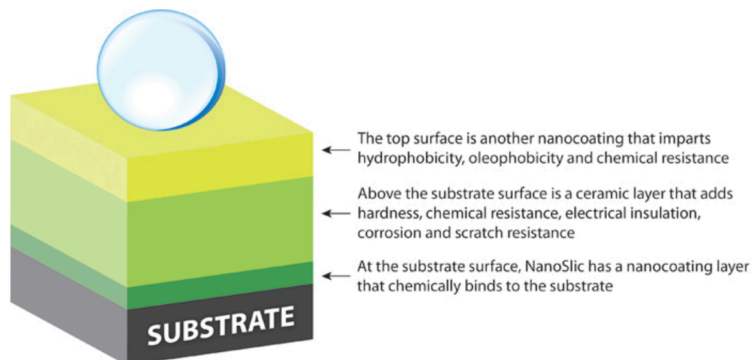 The top surface is another nanocoating that imparts
hydrophobicity, oleophobicity and chemical resistance
Above the substrate surface is a ceramic layer that adds
hardness, chemical resistance, electrical insulation,
corrosion and scratch resistance
At the substrate surface, NanoSlic has a nanocoating layer
that chemically binds to the substrate
SUBSTRATE